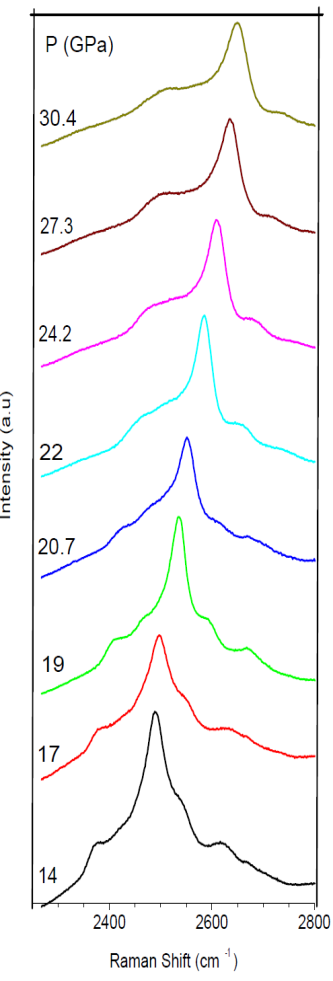 P (GPa)
30.4
27.3
24.2
22
20.7
19
17
14
Intensity (a.u)
2400 2600 2800
Raman Shift (cm -1)